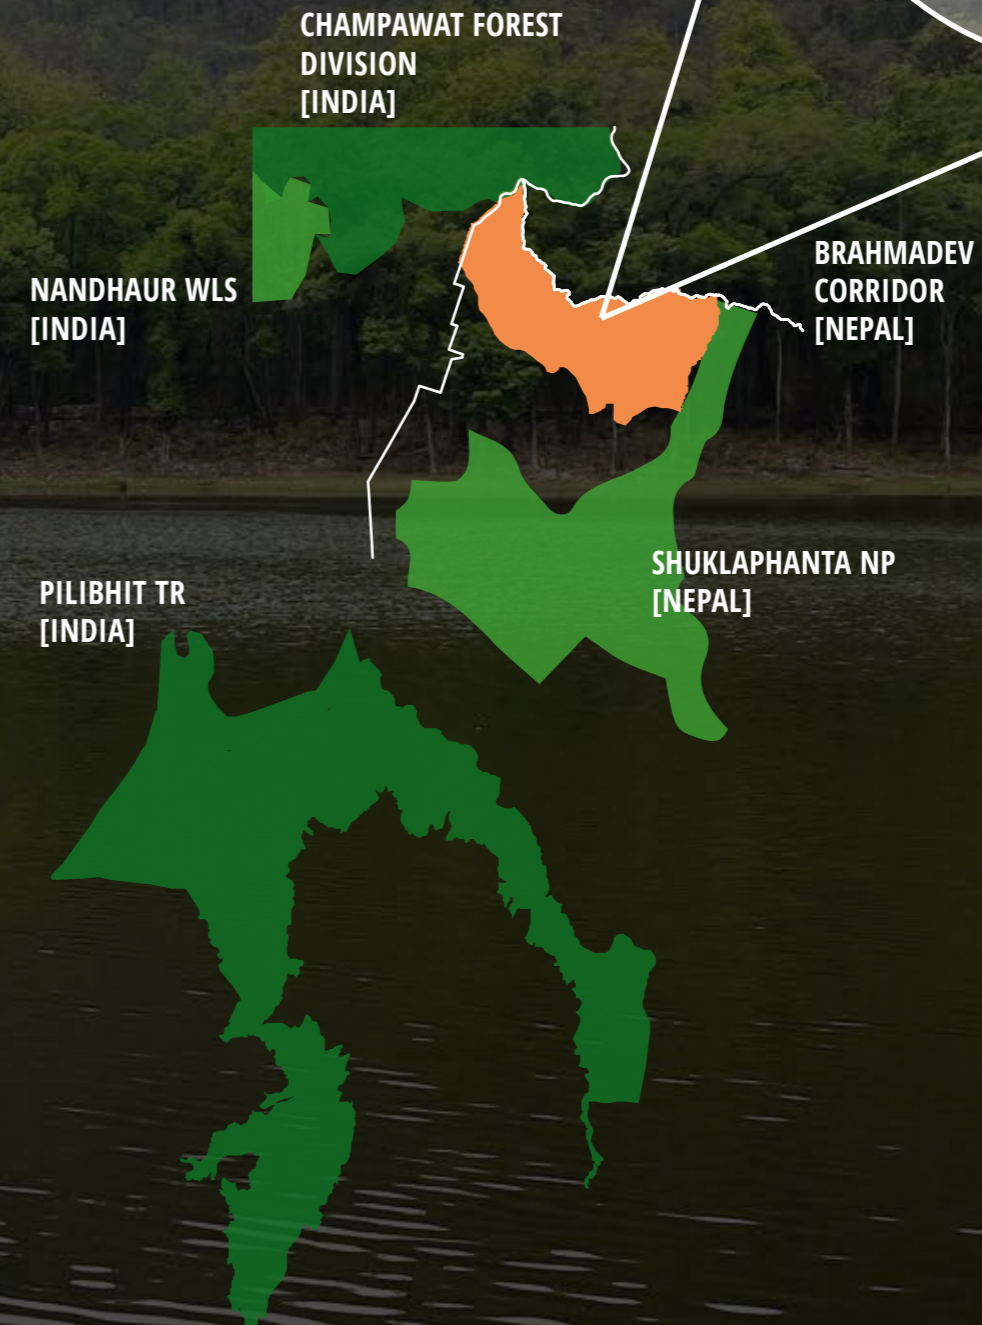 CHAMPAWAT FOREST
DIVISION
[INDIA]
BRAHMADEV
CORRIDOR
[NEPAL]
NANDHAUR WLS
[INDIA]
SHUKLAPHANTA NP
[NEPAL]
PILIBHIT TR
[INDIA]